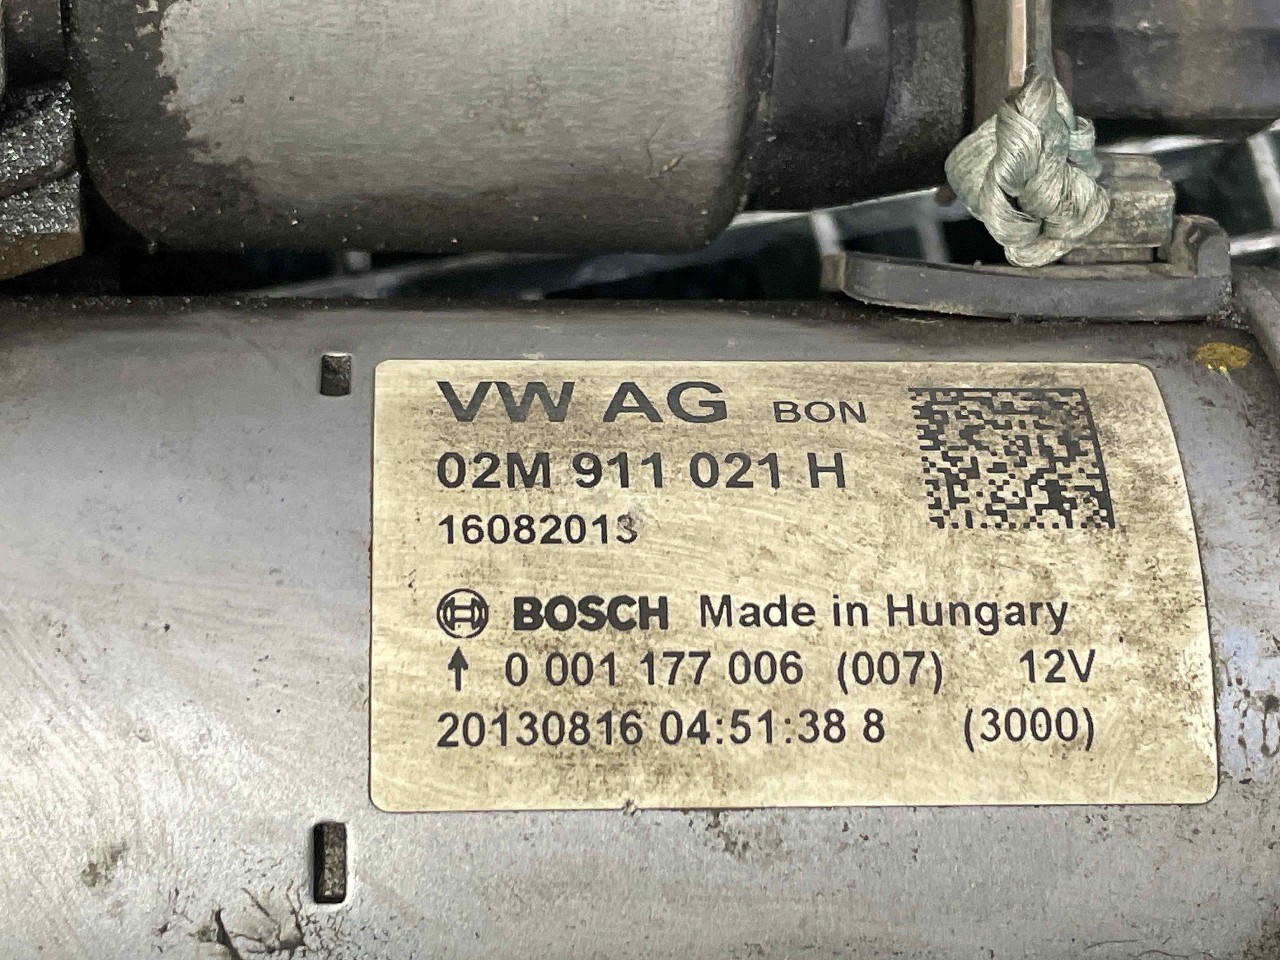 VW AG BON
02M 911 021 H
16082013
BOSCH Made in Hungary
↑ 0 001 177 006 (007) 12V
20130816 04:51:38 8 (3000)